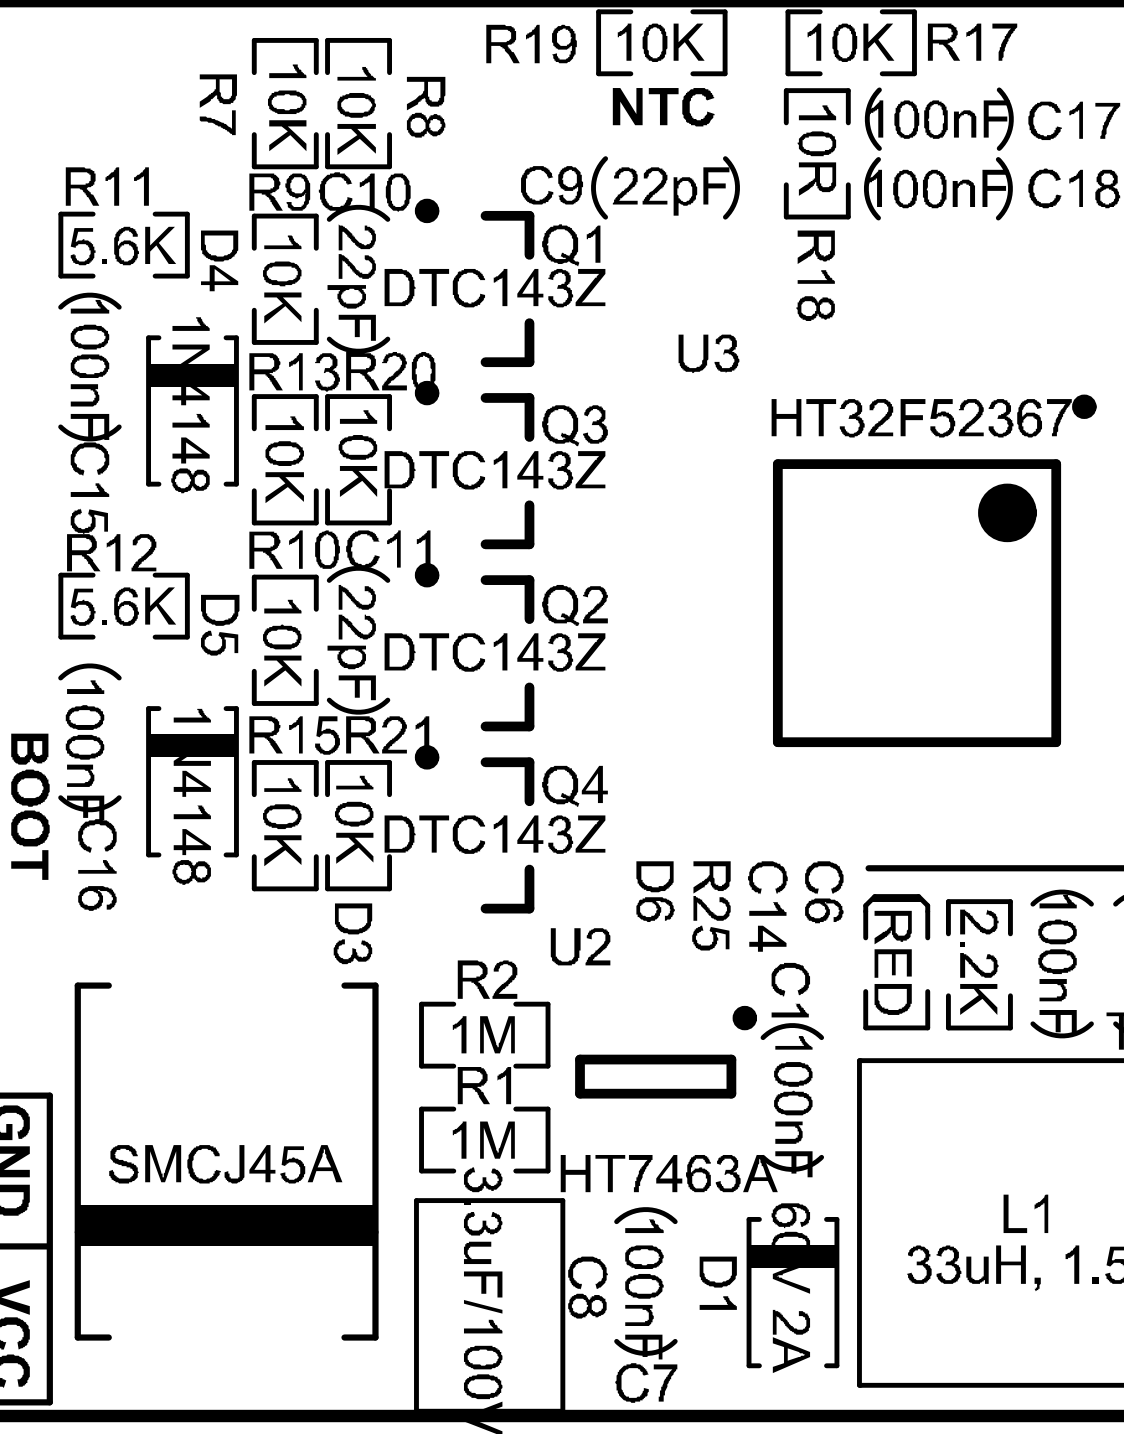 R19 10K 10K R17
NTC
R7 10K 10K R8
10R (100nF) C17
(100nF) C18
R18
R11
5.6K
R9 C10
C9 (22pF)
D4 10K (22pF)
Q1
DTC143Z
(100nF) C15
1N4148
R13 R20
10K 10K
Q3
DTC143Z
U3
HT32F52367
R12
5.6K
R10 C11
D5 10K (22pF)
Q2
DTC143Z
(100nF) C16
1N4148
BOOT
R15 R21
10K 10K
Q4
DTC143Z
D3
D6 R25 C14 C6
RED 2.2K (100nF)
U2
R2
1M
R1
1M
C1 (100nF)
SMCJ45A
HT7463A
3.3uF/100V
C8 (100nF)
C7
D1 60V 2A
L1
33uH, 1.5
GND VCC